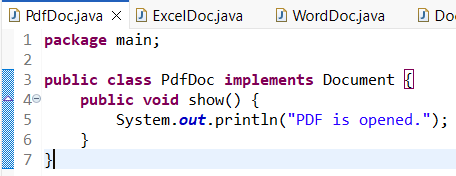 PdfDoc.java ExcelDoc.java WordDoc.java Do
1 package main;
2
3 public class PdfDoc implements Document {
4 public void show() {
5 System.out.println("PDF is opened.");
6 }
7 }